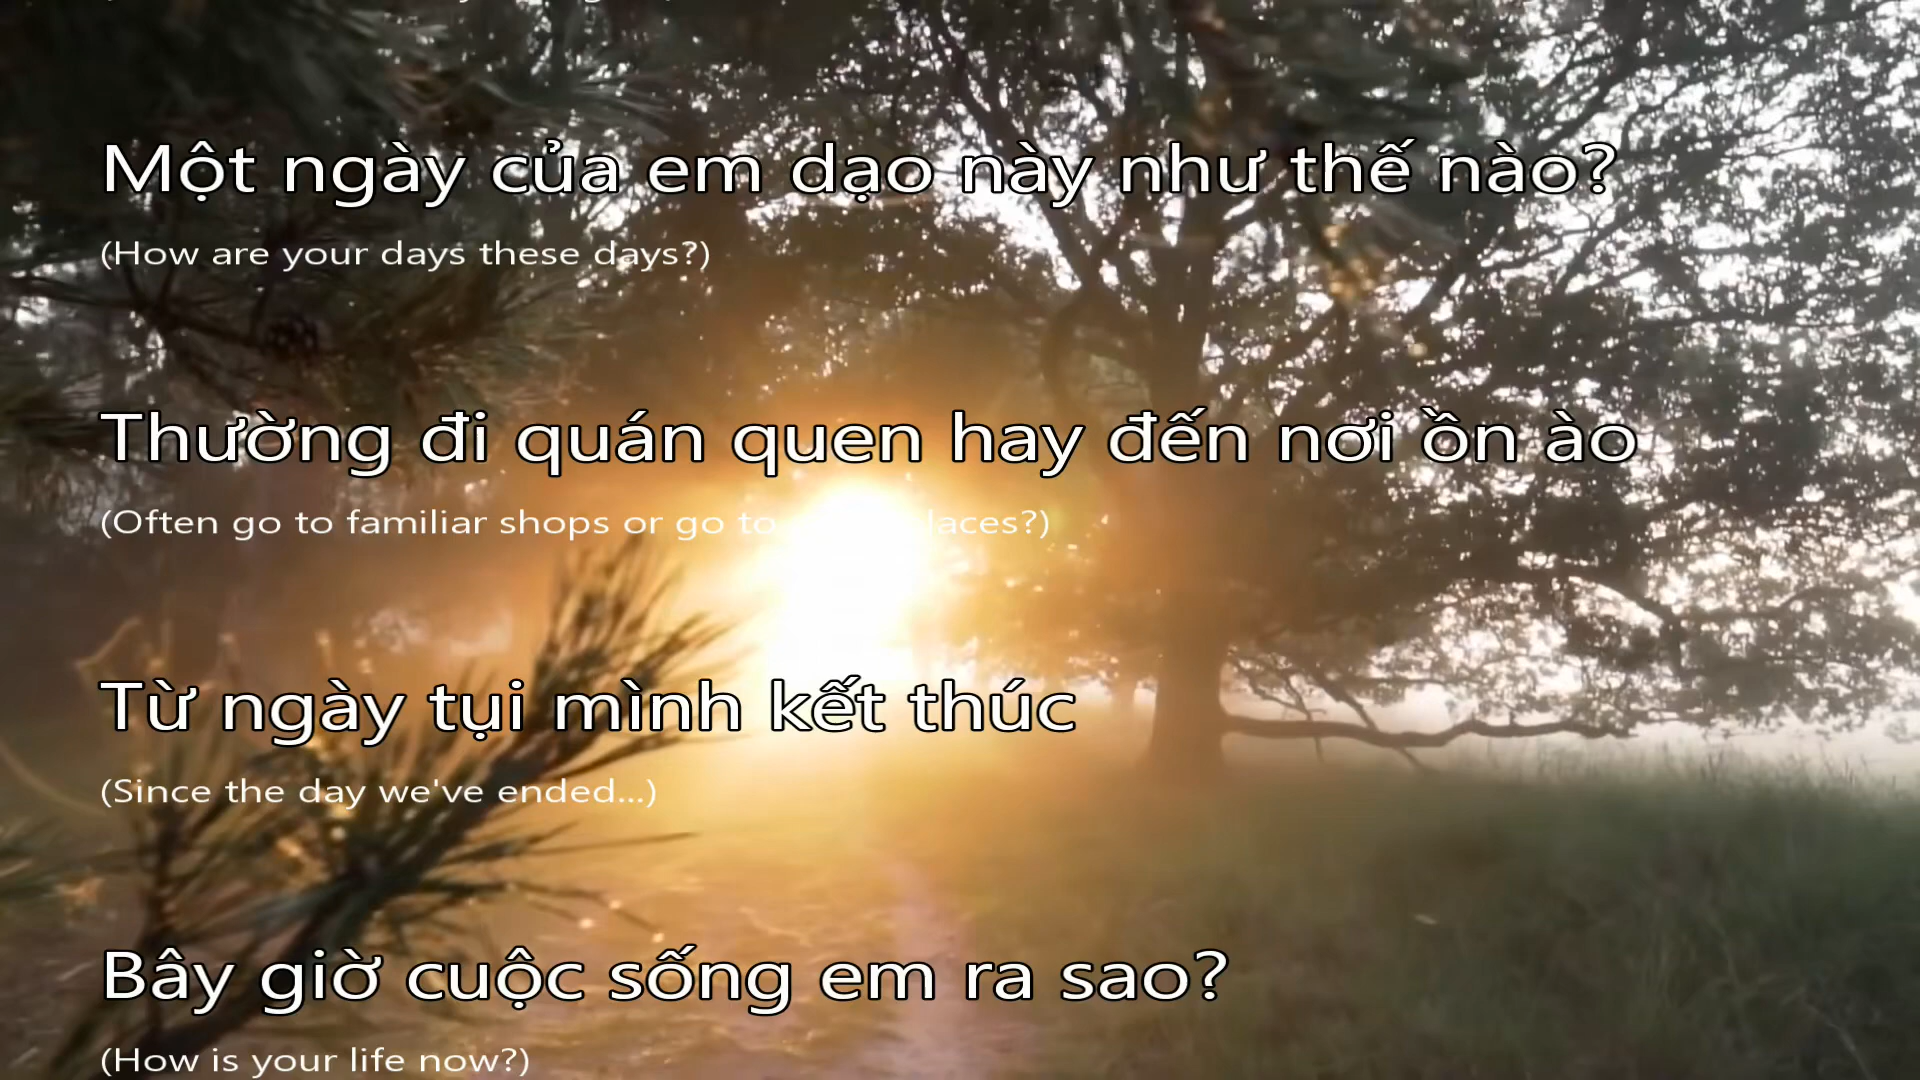 Một ngày của em dạo này như thế nào?
(How are your days these days?)
Thường đi quán quen hay đến nơi ồn ào
(Often go to familiar shops or go to laces?)
Từ ngày tụi mình kết thúc
(Since the day we've ended...)
Bây giờ cuộc sống em ra sao?
(How is your life now?)